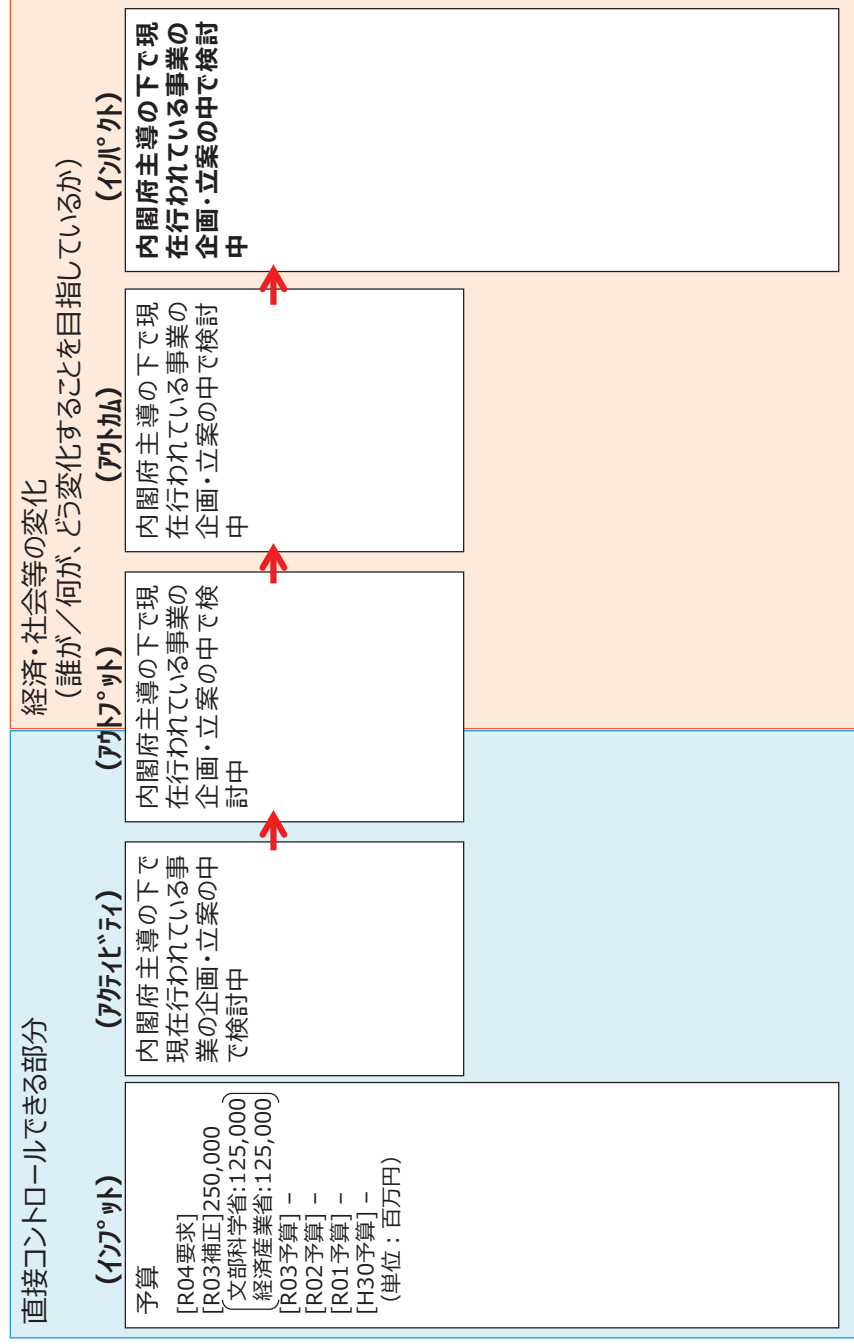 直接コントロールできる部分
(インプット)
予算
[R04要求]
[R03補正]250,000
文部科学省:125,000
経済産業省:125,000
[R03予算] –
[R02予算] –
[R01予算] –
[H30予算] –
(単位：百万円)
(アクティビティ)
内閣府主導の下で
現在行われている事
業の企画・立案の中
で検討中
経済・社会等の変化
(誰が／何が、どう変化することを目指しているか)
(アウトプット)
内閣府主導の下で現
在行われている事業の
企画・立案の中で検
討中
(アウトカム)
内閣府主導の下で現
在行われている事業の
企画・立案の中で検討
中
(インパクト)
内閣府主導の下で現
在行われている事業の
企画・立案の中で検討
中